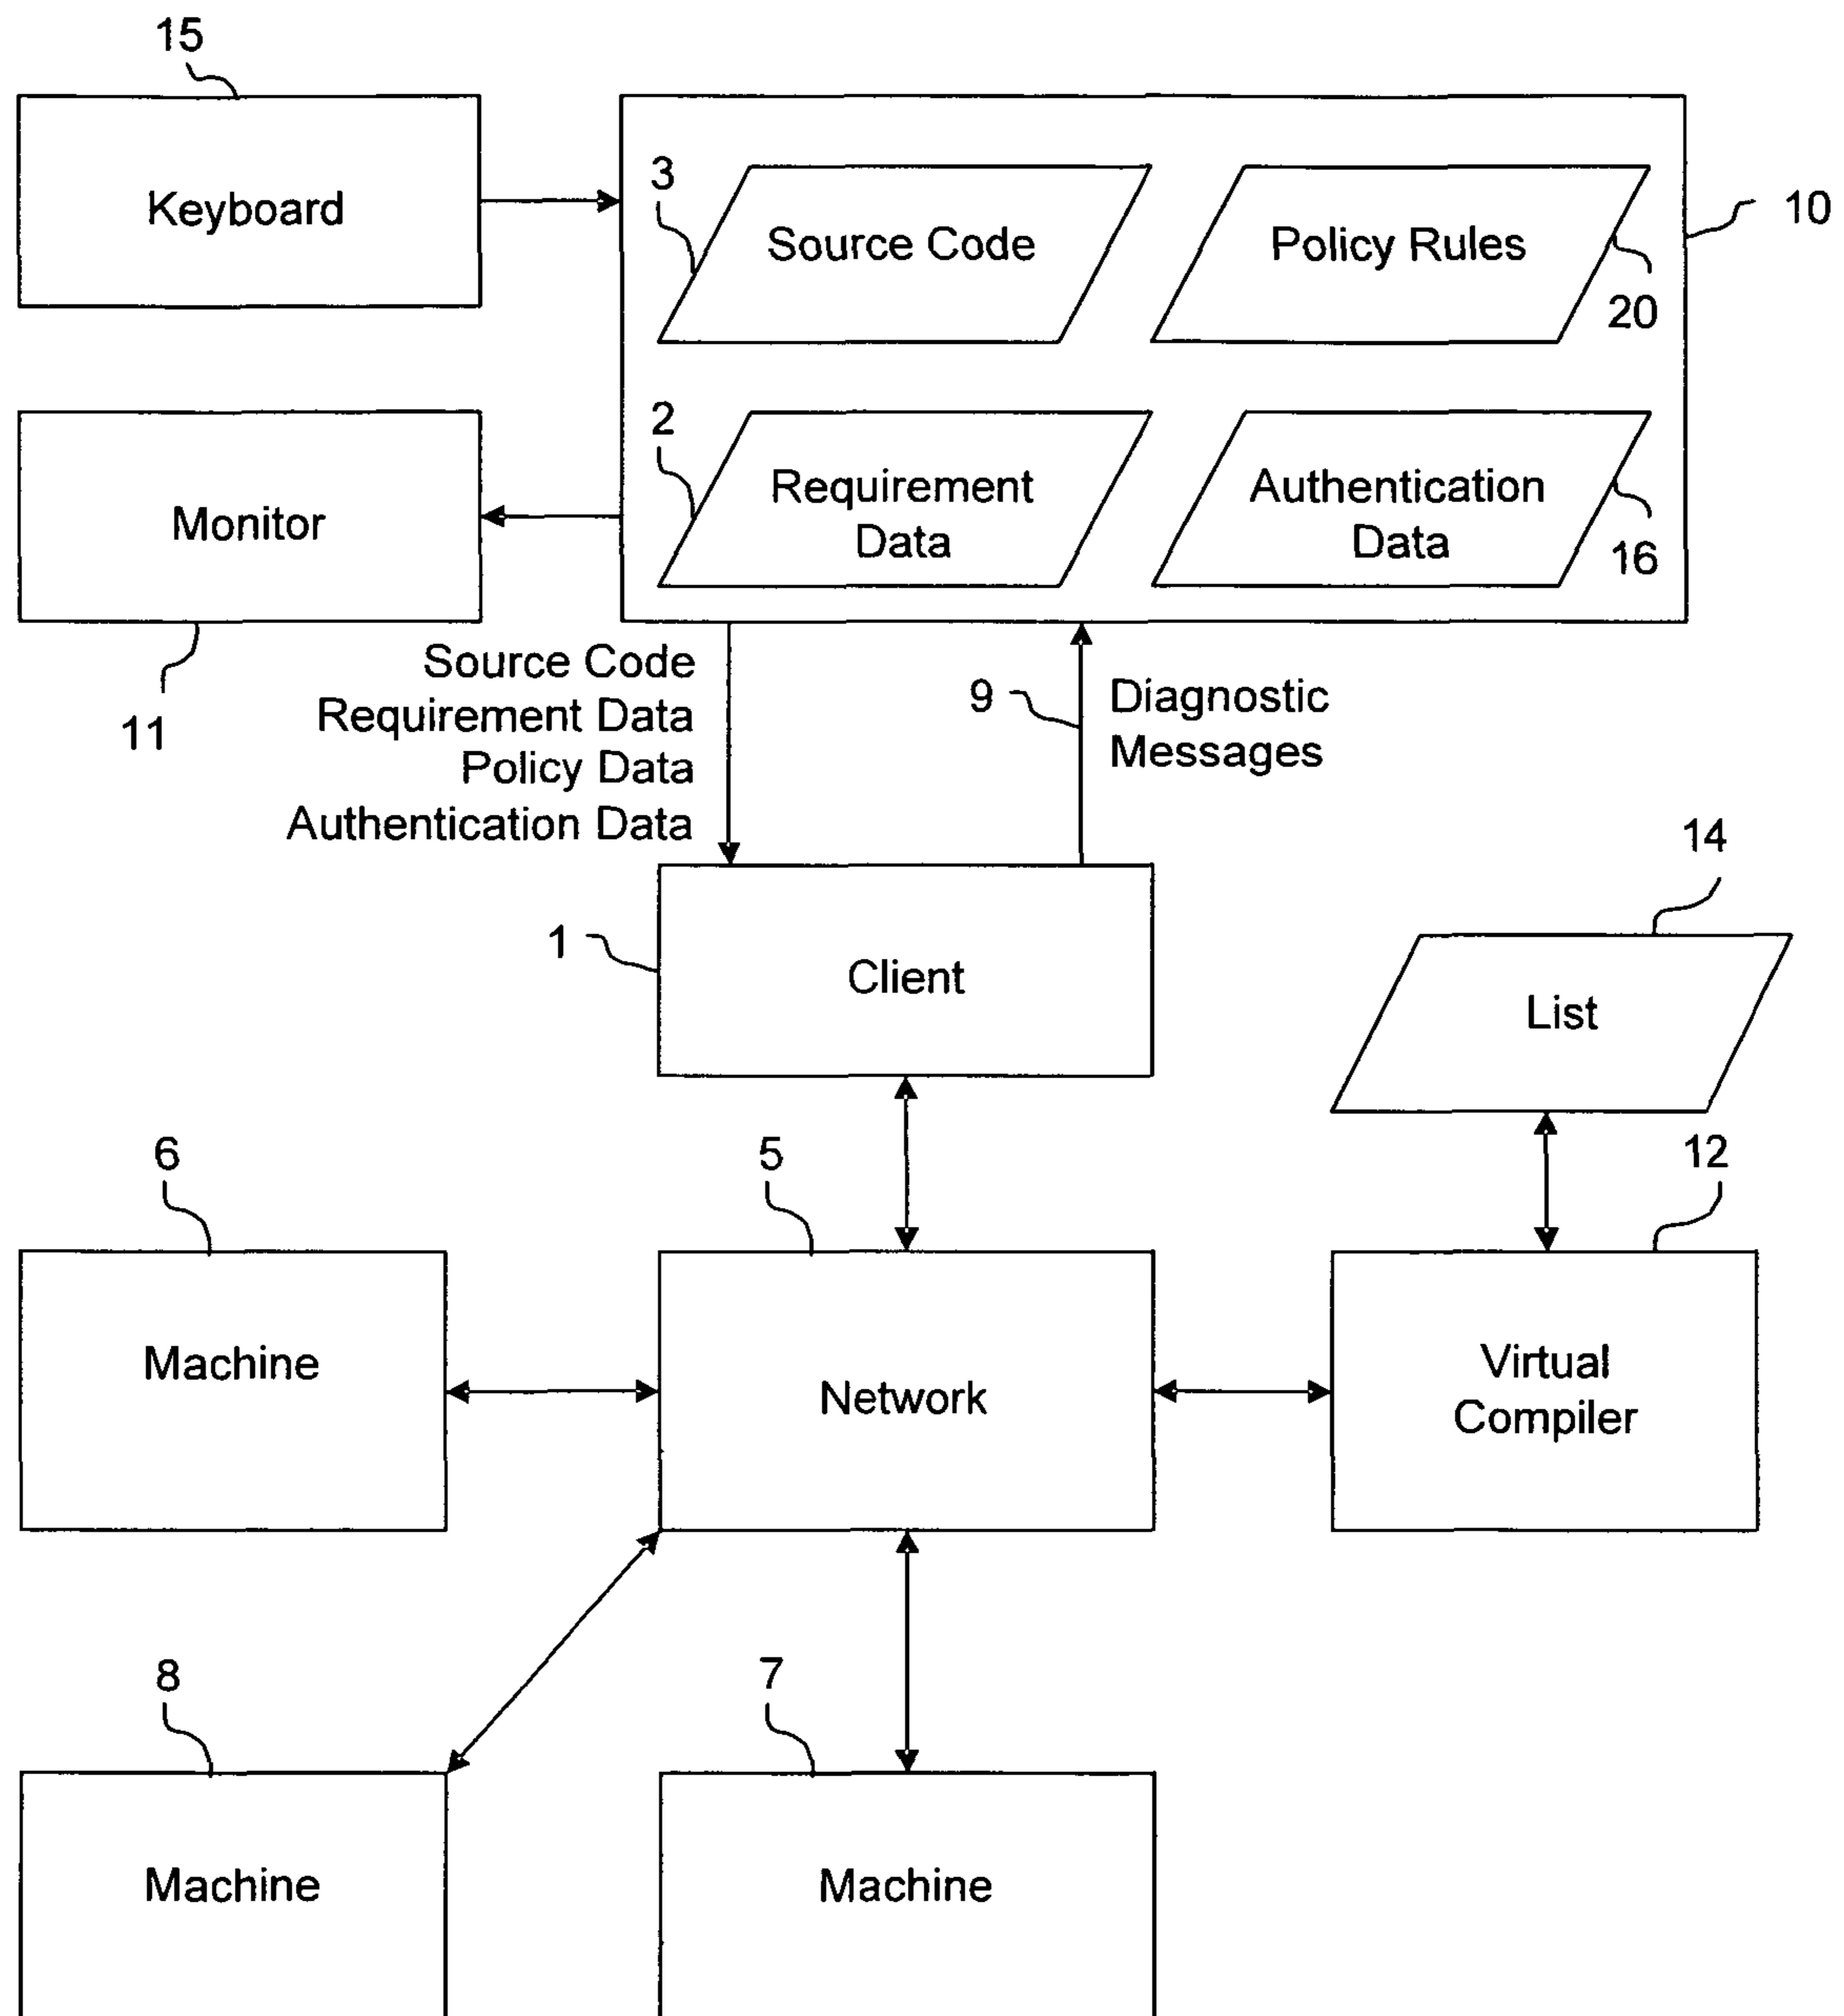 15
Keyboard
3
Source Code
Policy Rules
10
20
Monitor
2
Requirement
Data
Authentication
Data
16
11
Source Code
Requirement Data
Policy Data
Authentication Data
9
Diagnostic
Messages
1
Client
14
List
6
Machine
5
Network
12
Virtual
Compiler
8
Machine
7
Machine